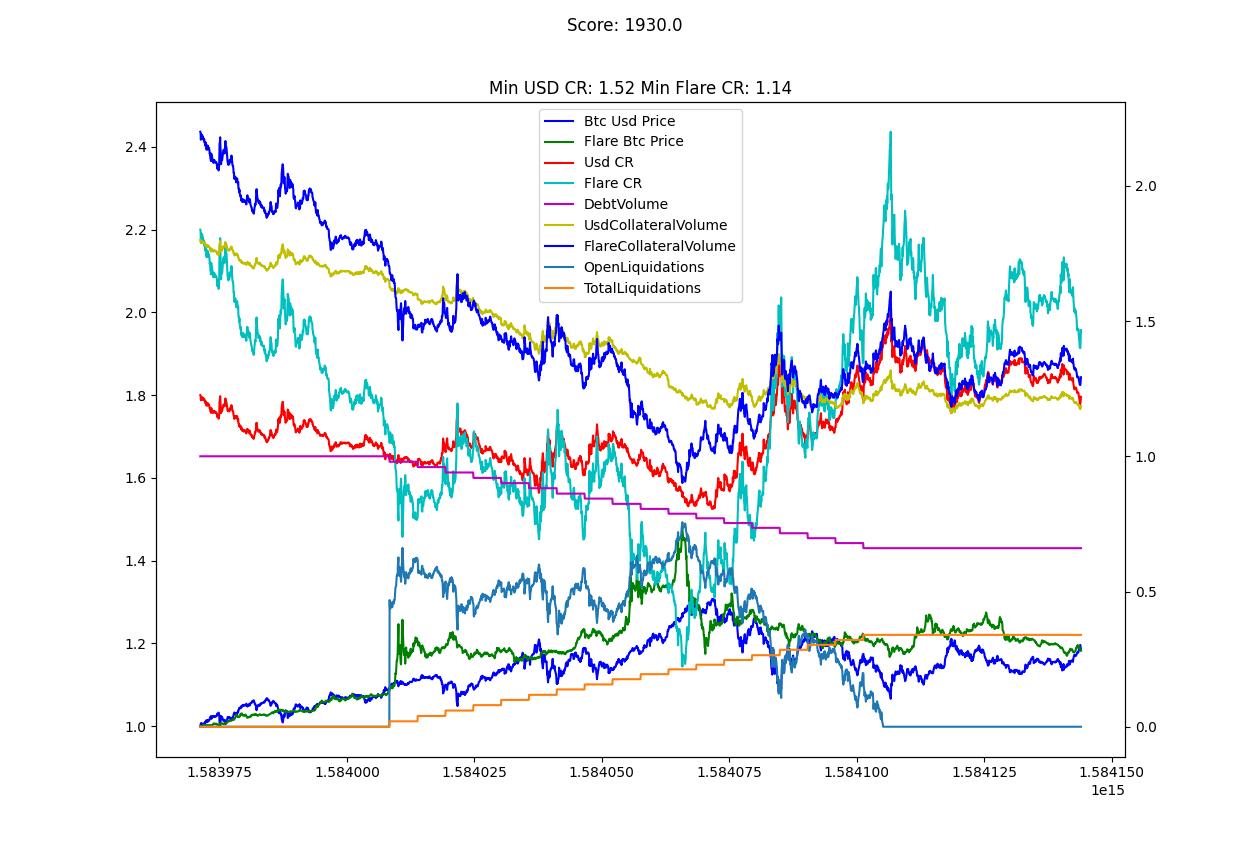 Score: 1930.0
Min USD CR: 1.52 Min Flare CR: 1.14
Btc Usd Price
Flare Btc Price
Usd CR
Flare CR
DebtVolume
UsdCollateralVolume
FlareCollateralVolume
OpenLiquidations
TotalLiquidations
2.4
2.2
2.0
1.8
1.6
1.4
1.2
1.0
2.0
1.5
1.0
0.5
0.0
1.583975 1.584000 1.584025 1.584050 1.584075 1.584100 1.584125 1.584150
1e15